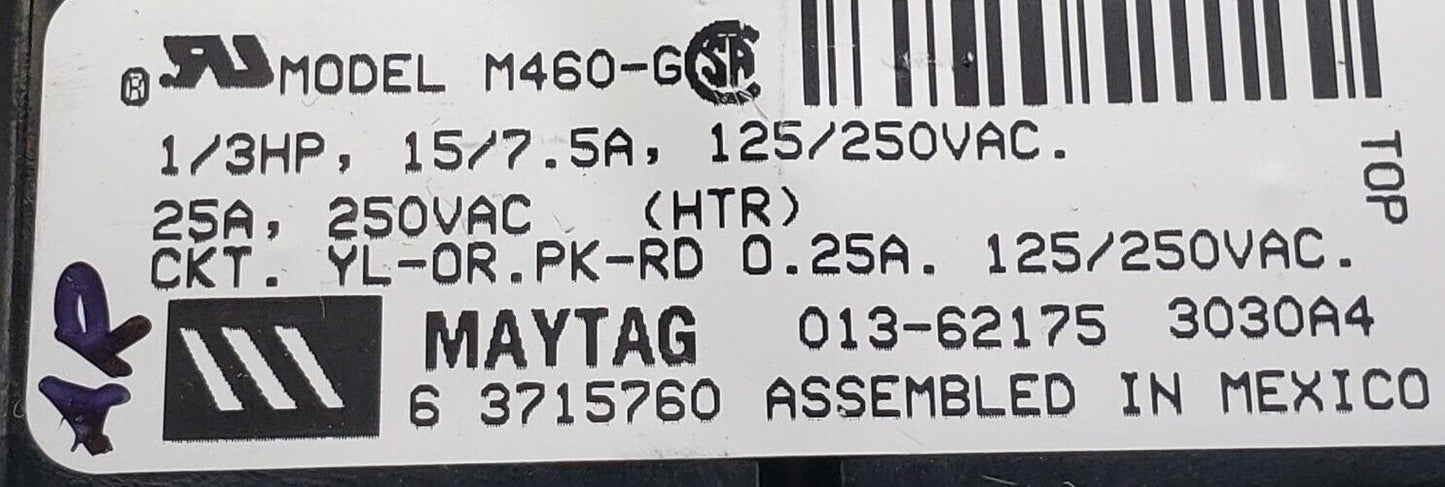 ® MODEL M460-G
1/3HP, 15/7.5A, 125/250VAC.
25A, 250VAC (HTR)
CKT. YL-OR.PK-RD 0.25A. 125/250VAC.
MAYTAG 013-62175 3030A4
6 3715760 ASSEMBLED IN MEXICO
TOP